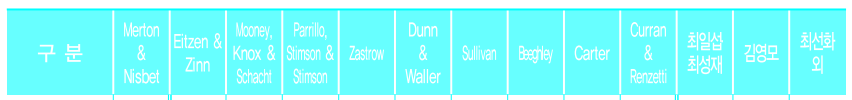 구 분
Merton
&
Nisbet
Eitzen &
Zinn
Mooney,
Knox &
Schacht
Parrillo,
Stimson &
Stimson
Zastrow
Dunn
&
Waller
Sullivan
Beeghley
Carter
Curran
&
Renzetti
최일섭
최성재
김영모
최선화
외